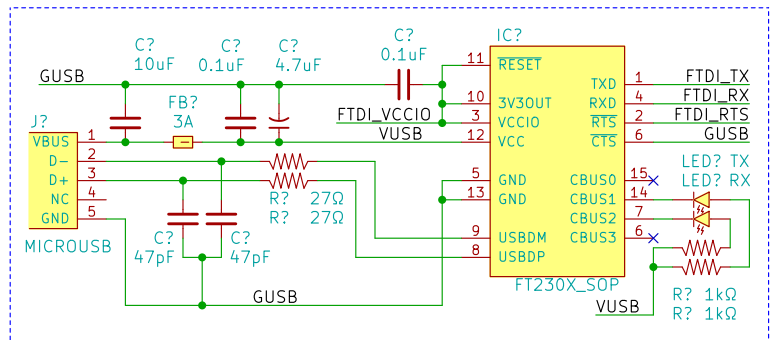 C?
10uF
C?
0.1uF
C?
4.7uF
C?
0.1uF
IC?
GUSB
FB?
3A
FTDI_VCCIO
VUSB
J?
VBUS 1
D- 2
D+ 3
NC 4
GND 5
MICROUSB
R? 27Ω
R? 27Ω
C?
47pF
C?
47pF
GUSB
11 RESET
10 3V3OUT
3 VCCIO
12 VCC
5 GND
13 GND
9 USBDM
8 USBDP
TXD 1 FTDI_TX
RXD 4 FTDI_RX
RTS 2 FTDI_RTS
CTS 6 GUSB
CBUS0 15
CBUS1 14
CBUS2 7
CBUS3 6
FT230X_SOP
LED? TX
LED? RX
VUSB
R? 1kΩ
R? 1kΩ